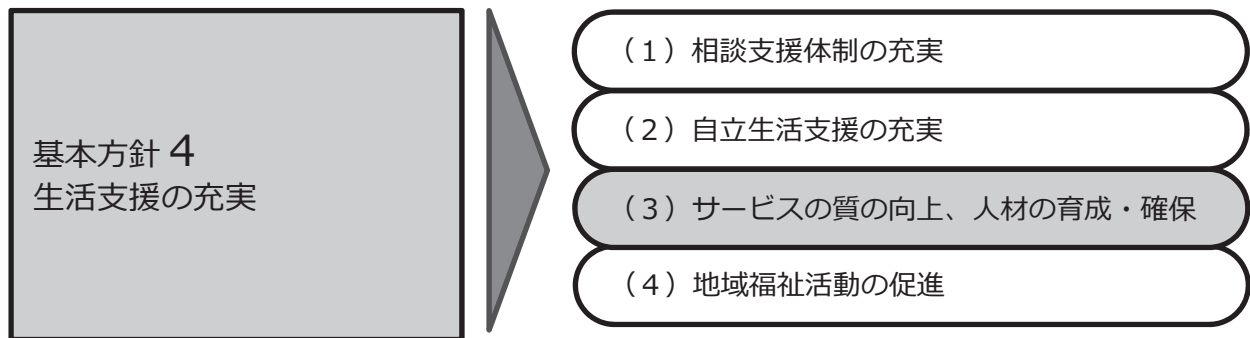 基本方針 4
生活支援の充実
（１）相談支援体制の充実
（２）自立生活支援の充実
（３）サービスの質の向上、人材の育成・確保
（４）地域福祉活動の促進